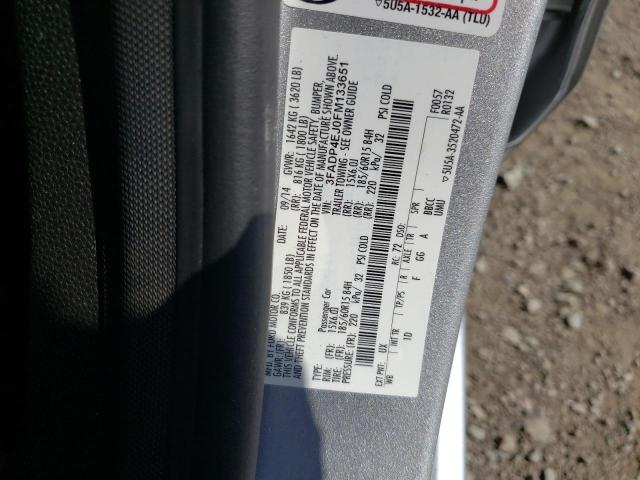 5U5A-1532-AA (TLU)
MFD. BY FORD MOTOR CO.
DATE: 09/14 GVWR: 1642 KG ( 3620 LB)
GAWR: (FR): 839 KG ( 1850 LB) (RR): 816 KG ( 1800 LB)
THIS VEHICLE CONFORMS TO ALL APPLICABLE FEDERAL MOTOR VEHICLE SAFETY, BUMPER,
AND THEFT PREVENTION STANDARDS IN EFFECT ON THE DATE OF MANUFACTURE SHOWN ABOVE.
VIN: 3FADP4EJ0FM133651
TYPE: Passenger Car TRAILER TOWING - SEE OWNER GUIDE
RIM: (FR): 15X6.0J (RR): 15X6.0J
TIRE: (FR): 185/60R15 84H (RR): 185/60R15 84H
PRESSURE: (FR): 220 kPa/ 32 PSI COLD (RR): 220 kPa/ 32 PSI COLD
EXT PNT: UX RC: 72 DSO: F0057
R0132
WB INT TR TP/PS R AXLE TR SPR
1D F GG A BBCC
UMU
5U5A-3520472-AA